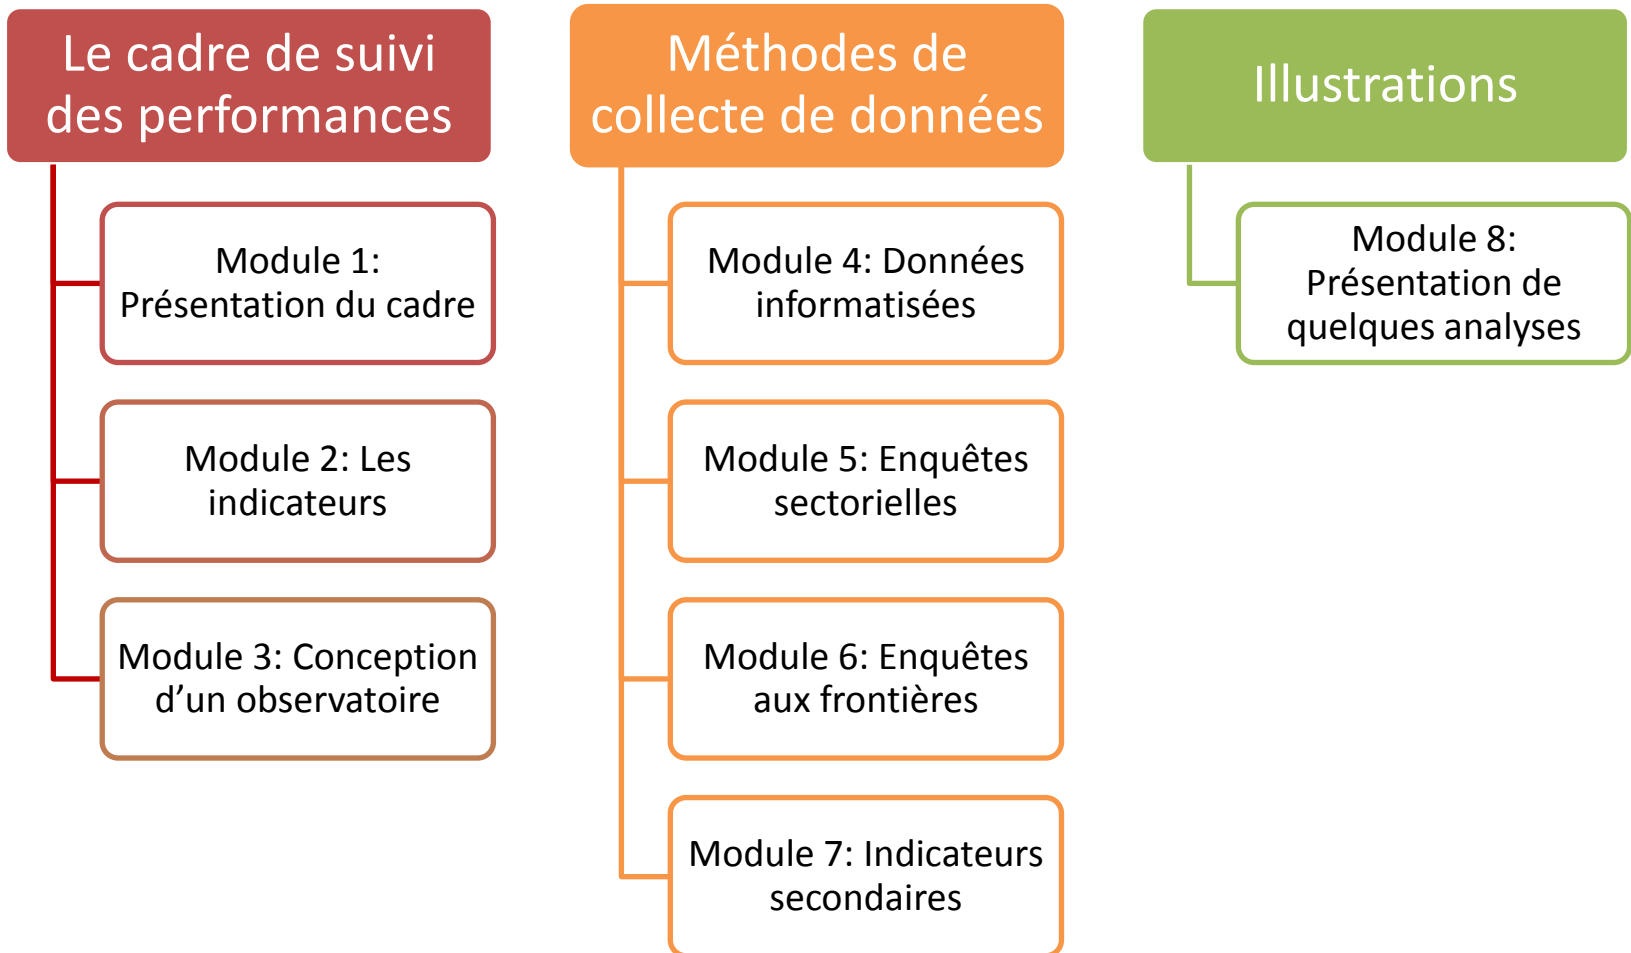 Le cadre de suivi
des performances
Module 1:
Présentation du cadre
Module 2: Les
indicateurs
Module 3: Conception
d’un observatoire
Méthodes de
collecte de données
Module 4: Données
informatisées
Module 5: Enquêtes
sectorielles
Module 6: Enquêtes
aux frontières
Module 7: Indicateurs
secondaires
Illustrations
Module 8:
Présentation de
quelques analyses